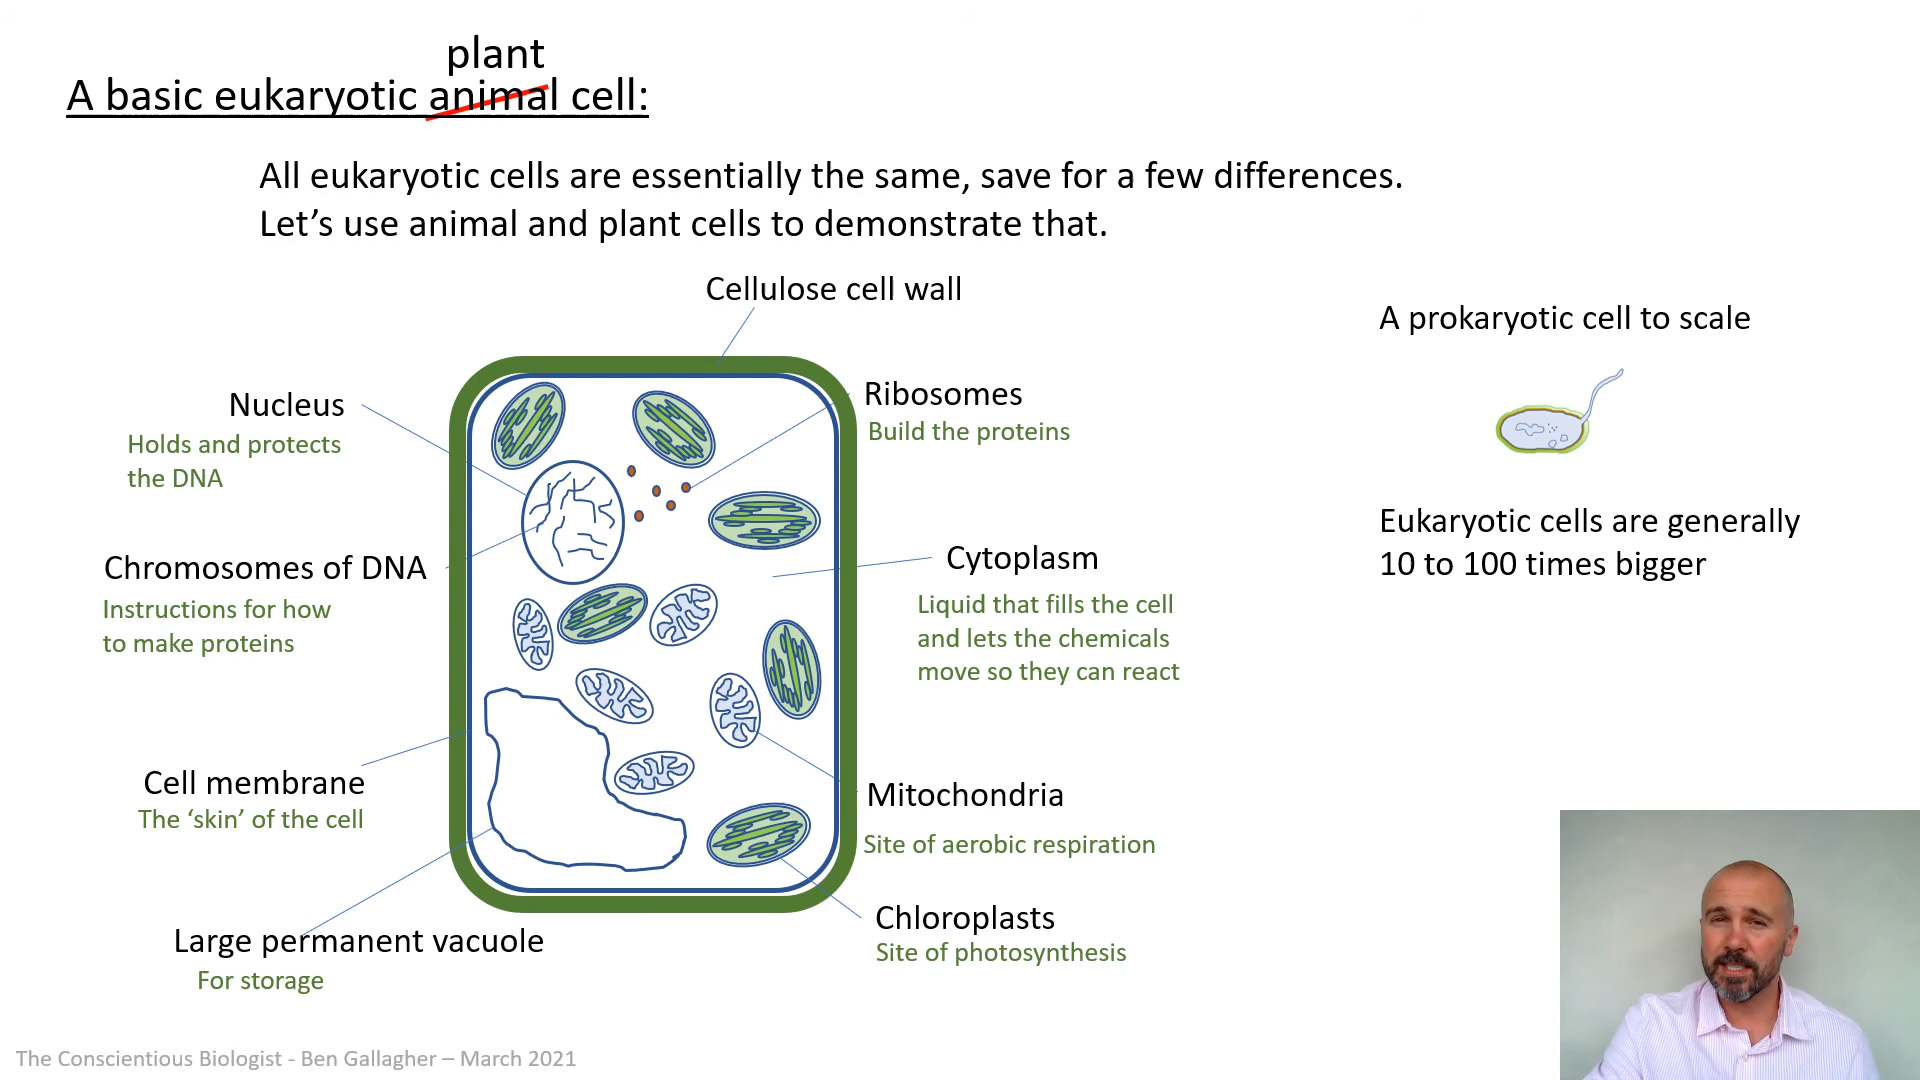 plant
A basic eukaryotic animal cell:
All eukaryotic cells are essentially the same, save for a few differences.
Let’s use animal and plant cells to demonstrate that.
Cellulose cell wall
Nucleus
Holds and protects
the DNA
Chromosomes of DNA
Instructions for how
to make proteins
Cell membrane
The ‘skin’ of the cell
Large permanent vacuole
For storage
Ribosomes
Build the proteins
Cytoplasm
Liquid that fills the cell
and lets the chemicals
move so they can react
Mitochondria
Site of aerobic respiration
Chloroplasts
Site of photosynthesis
A prokaryotic cell to scale
Eukaryotic cells are generally
10 to 100 times bigger
The Conscientious Biologist - Ben Gallagher – March 2021